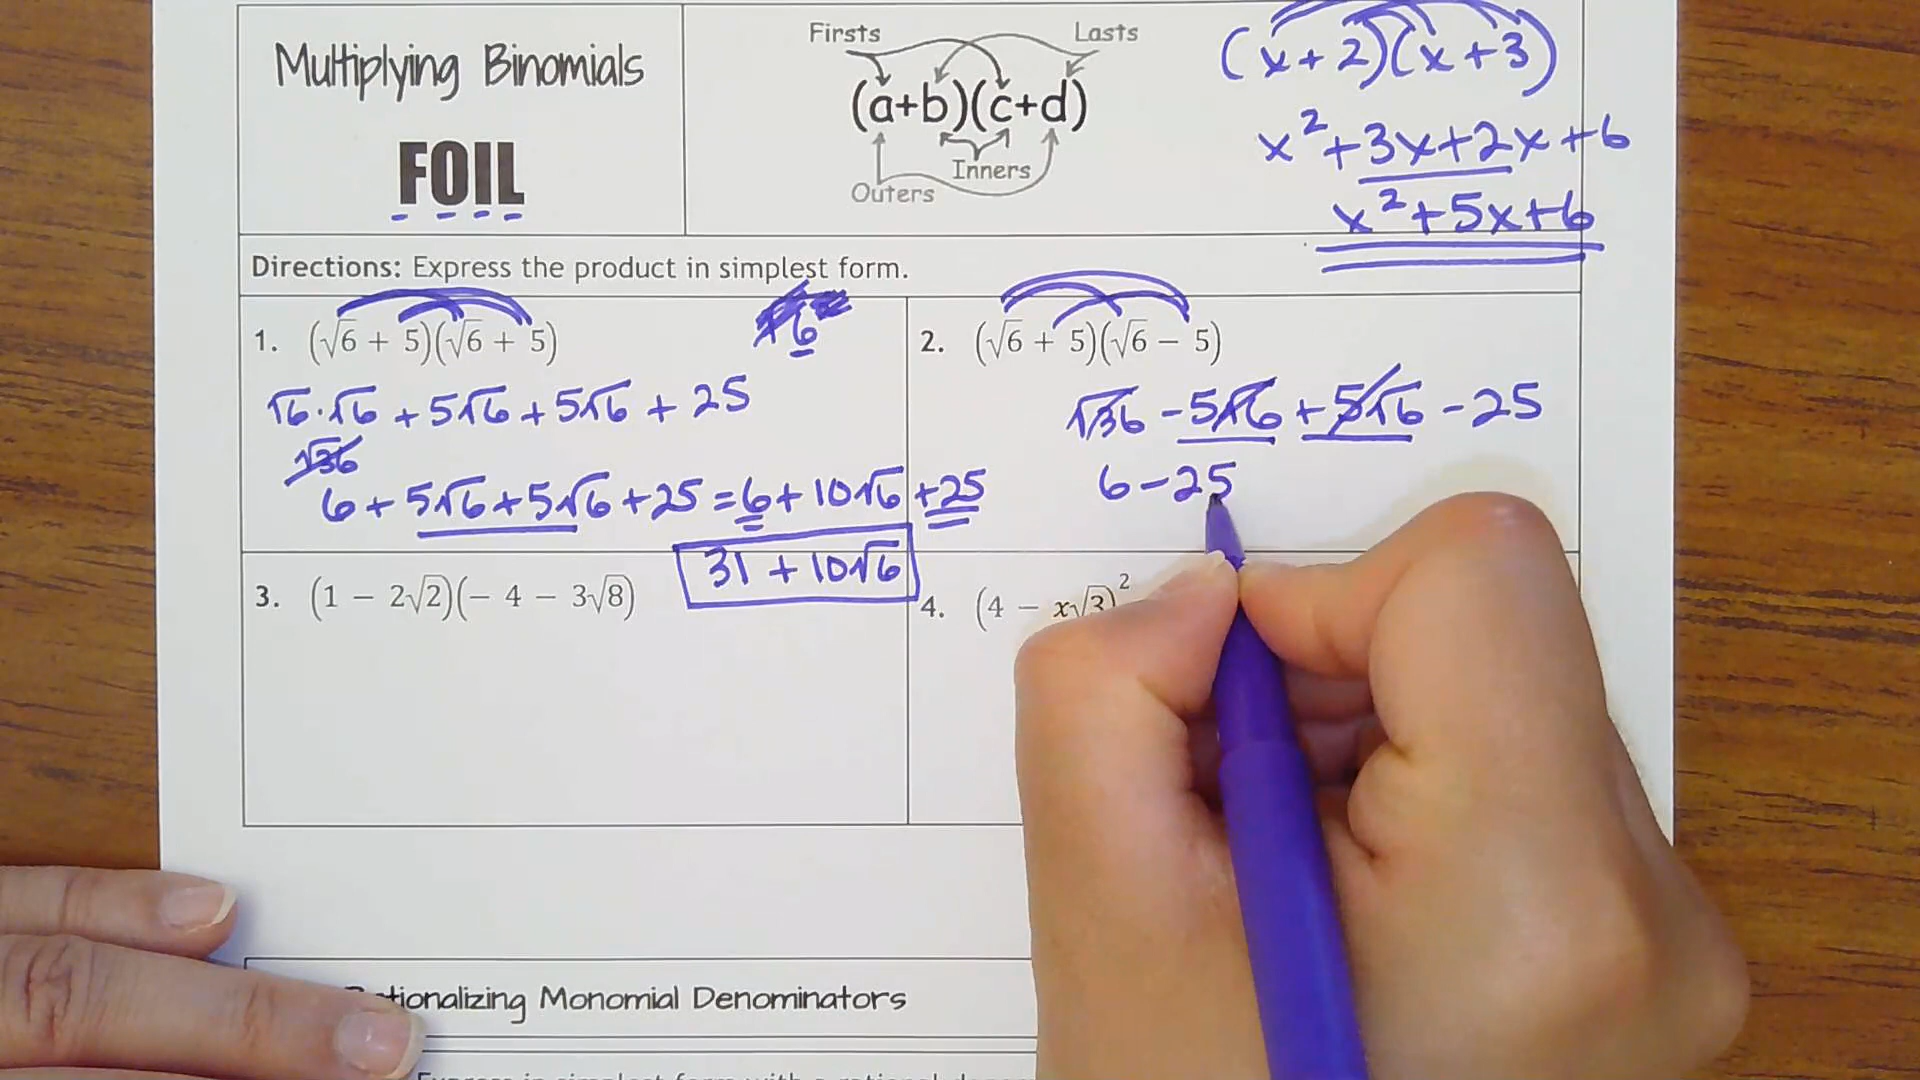 Multiplying Binomials
FOIL
Firsts Lasts
(a+b)(c+d)
Inners
Outers
(x+2)(x+3)
x²+3x+2x+6
x²+5x+6
Directions: Express the product in simplest form.
1. (√6 + 5)(√6 + 5)
6
√6·√6 + 5√6 + 5√6 + 25
√36
6 + 5√6 + 5√6 + 25 = 6 + 10√6 + 25
31 + 10√6
2. (√6 + 5)(√6 − 5)
√36 - 5√6 + 5√6 - 25
6 - 25
3. (1 − 2√2)(− 4 − 3√8)
4. (4 − x√3)²
Monomial Denominators